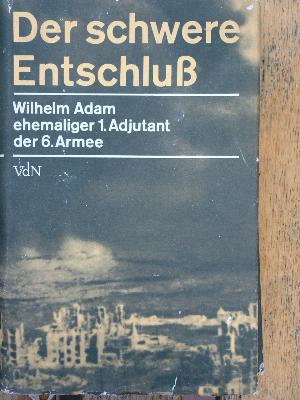 Der schwere
Entschluß
Wilhelm Adam
ehemaliger 1. Adjutant
der 6. Armee
VdN